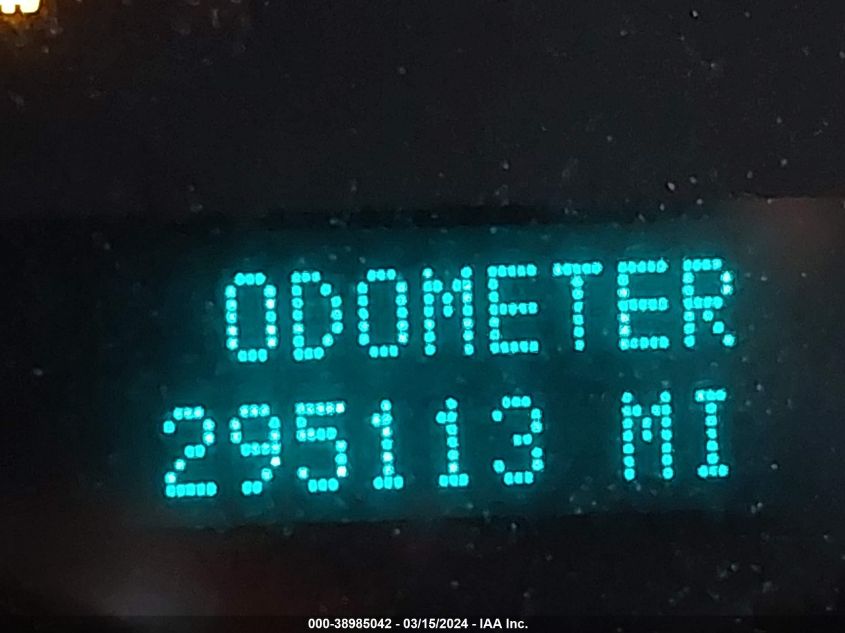 ODOMETER
295113 MI
000-38985042 - 03/15/2024 - IAA Inc.